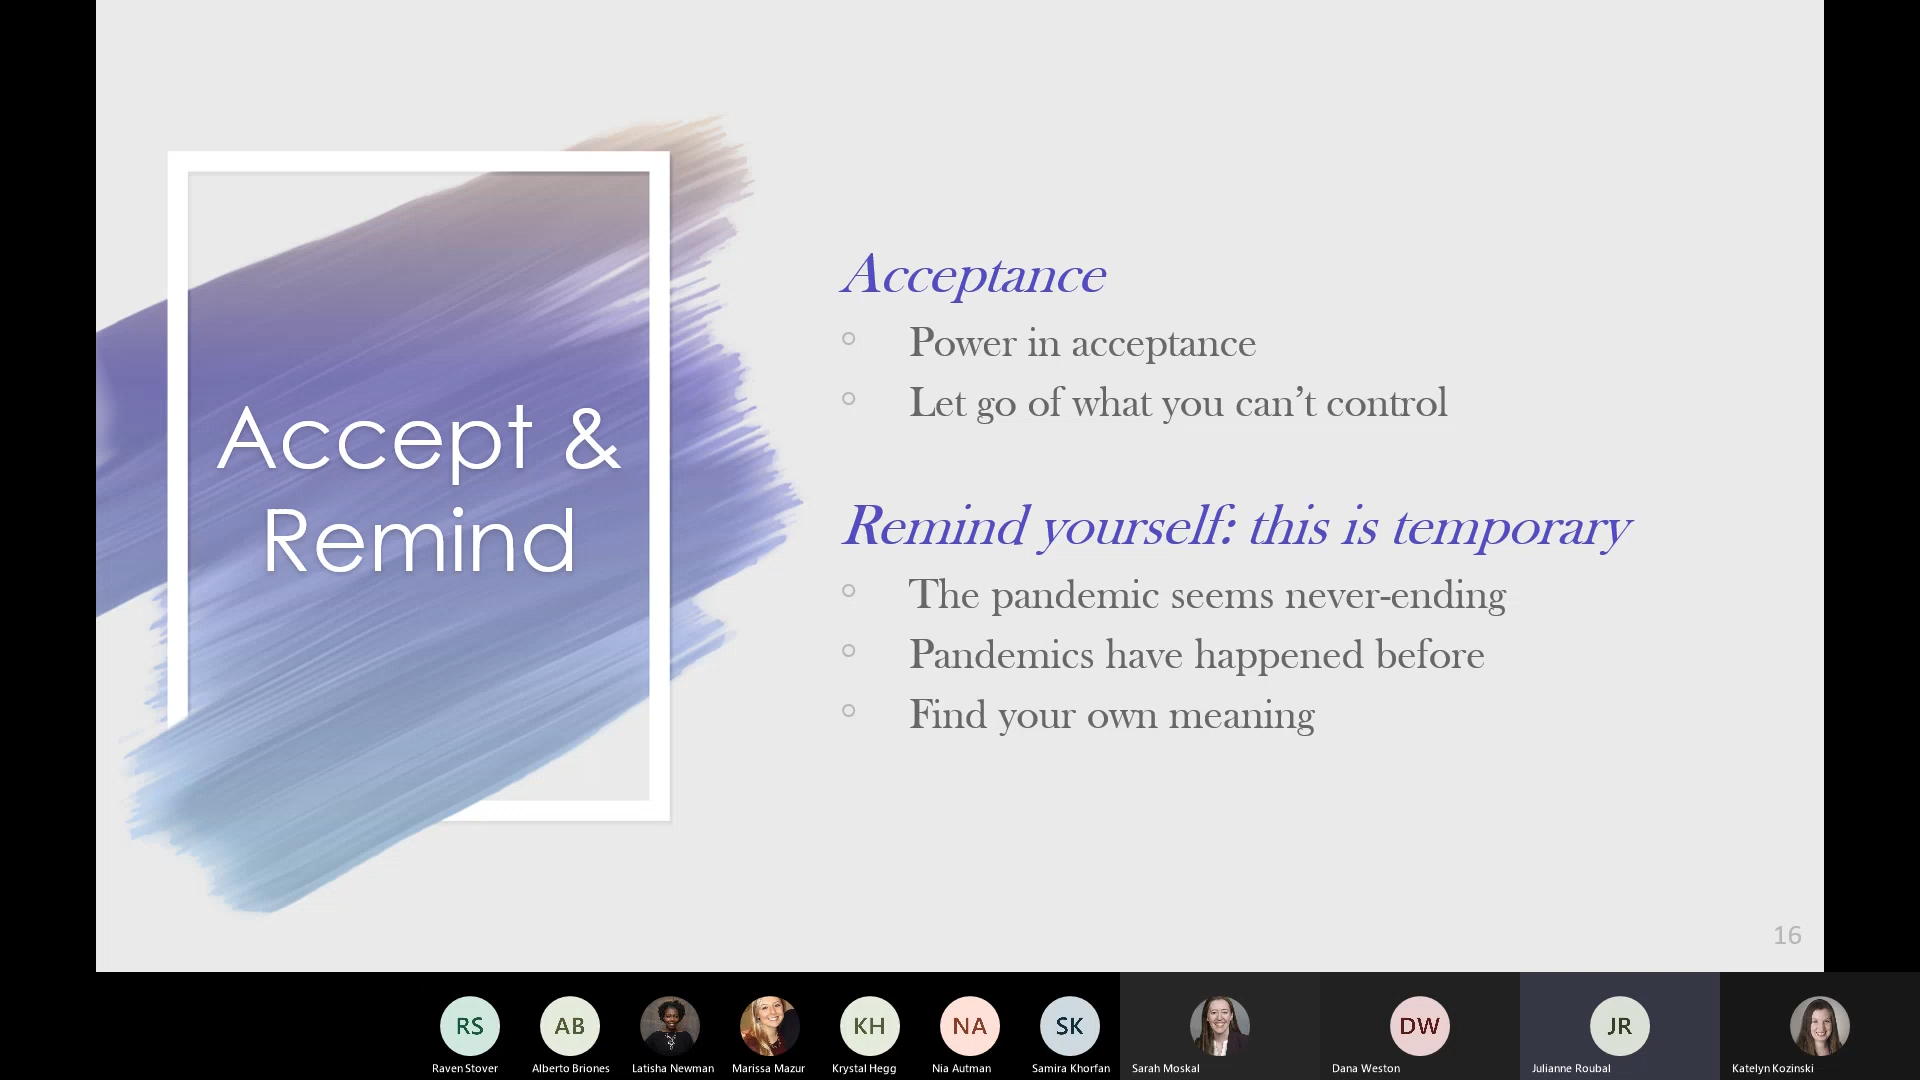 Accept &
Remind
Acceptance
Power in acceptance
Let go of what you can’t control
Remind yourself: this is temporary
The pandemic seems never-ending
Pandemics have happened before
Find your own meaning
16
RS
AB
KH
NA
SK
DW
JR
Raven Stover
Alberto Briones
Latisha Newman
Marissa Mazur
Krystal Hegg
Nia Autman
Samira Khorfan
Sarah Moskal
Dana Weston
Julianne Roubal
Katelyn Kozinski